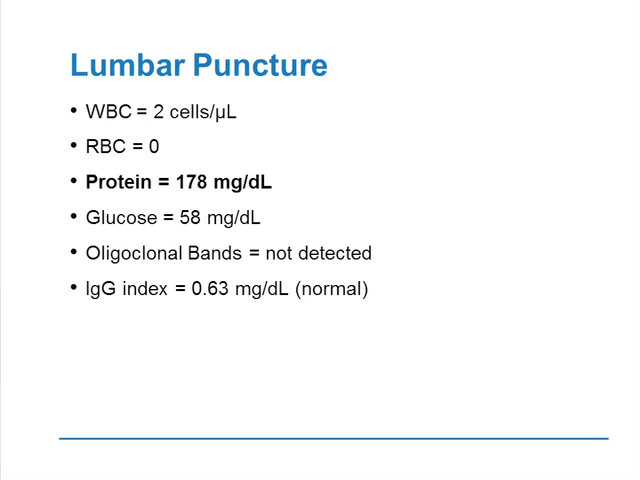 Lumbar Puncture
• WBC = 2 cells/µL
• RBC = 0
• Protein = 178 mg/dL
• Glucose = 58 mg/dL
• Oligoclonal Bands = not detected
• IgG index = 0.63 mg/dL (normal)